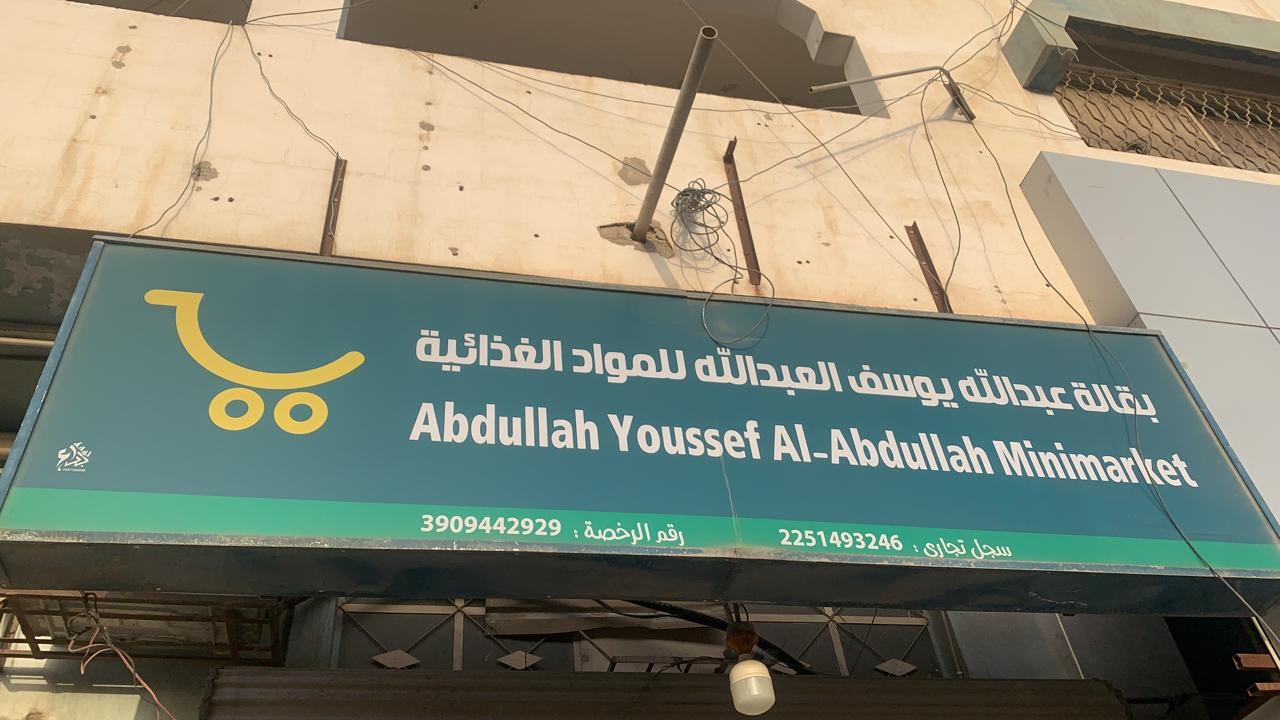 بقالة عبدالله يوسف العبدالله للمواد الغذائية
Abdullah Youssef Al-Abdullah Minimarket
سجل تجاري : 2251493246 رقم الرخصة : 3909442929